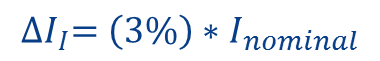 ΔI_I= (3%) * I_nominal